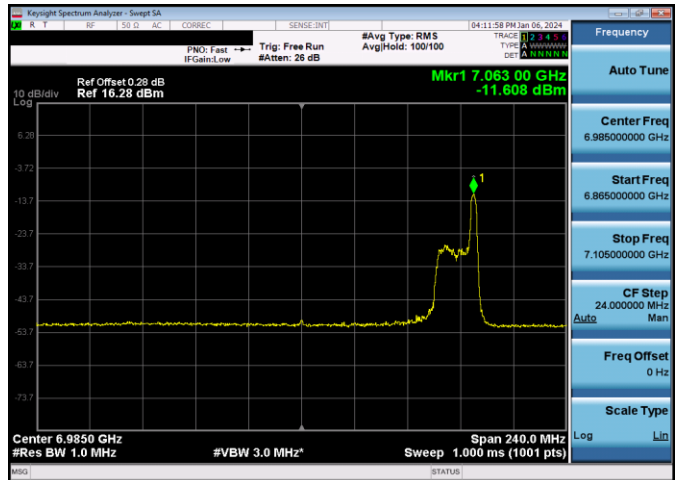 Keysight Spectrum Analyzer - Swept SA
LXI R T RF 50 Ω AC CORREC SENSE:INT 04:11:58 PM Jan 06, 2024
#Avg Type: RMS TRACE 1 2 3 4 5 6
PNO: Fast Trig: Free Run Avg|Hold: 100/100 TYPE A WWWWW
IFGain:Low #Atten: 26 dB DET A N N N N N
Mkr1 7.063 00 GHz
Ref Offset 0.28 dB
10 dB/div Ref 16.28 dBm -11.608 dBm
Log
1
6.28
-3.72
-13.7
-23.7
-33.7
-43.7
-53.7
-63.7
-73.7
Center 6.9850 GHz Span 240.0 MHz
#Res BW 1.0 MHz #VBW 3.0 MHz* Sweep 1.000 ms (1001 pts)
MSG STATUS
Frequency
Auto Tune
Center Freq
6.985000000 GHz
Start Freq
6.865000000 GHz
Stop Freq
7.105000000 GHz
CF Step
24.000000 MHz
Auto Man
Freq Offset
0 Hz
Scale Type
Log Lin